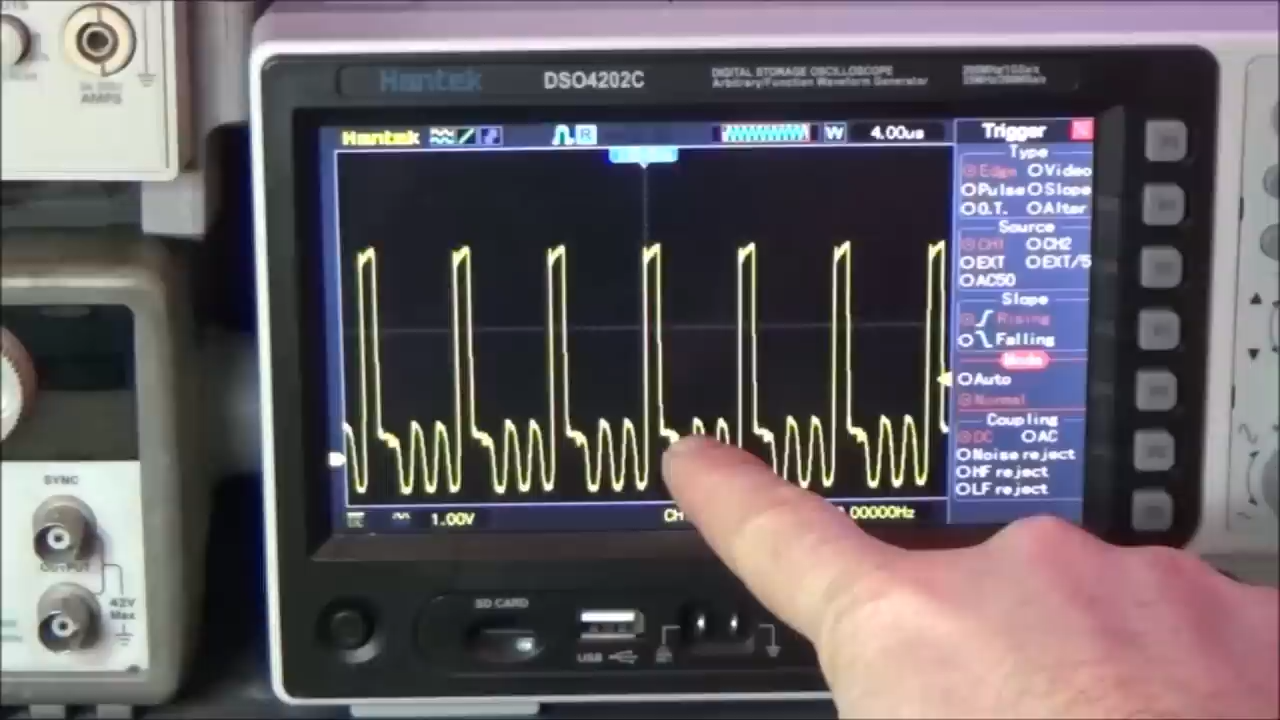 AMPS
Hantek DSO4202C DIGITAL STORAGE OSCILLOSCOPE
Arbitrary/Function Waveform Generator
Hantek R W 4.00us Trigger
Type
Edge Video
Pulse Slope
O.T. Alter
Source
CH1 CH2
EXT EXT/5
AC50
Slope
Rising
Falling
Mode
Auto
Normal
Coupling
DC AC
Noise reject
HF reject
LF reject
1.00V CH 00000Hz
SYNC
OUTPUT
42V
Max
SD CARD
USB